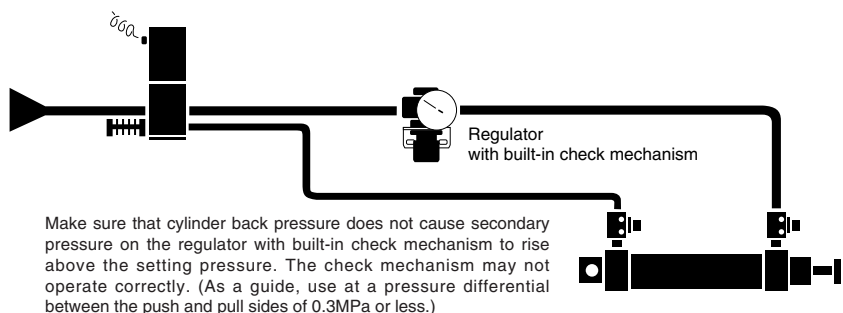 Regulator
with built-in check mechanism
Make sure that cylinder back pressure does not cause secondary
pressure on the regulator with built-in check mechanism to rise
above the setting pressure. The check mechanism may not
operate correctly. (As a guide, use at a pressure differential
between the push and pull sides of 0.3MPa or less.)